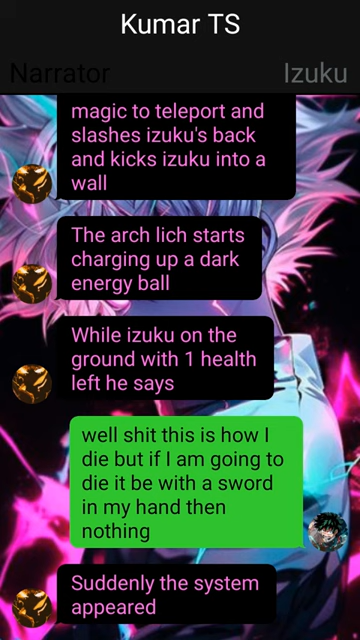 Kumar TS
Narrator
Izuku
magic to teleport and
slashes izuku's back
and kicks izuku into a
wall
The arch lich starts
charging up a dark
energy ball
While izuku on the
ground with 1 health
left he says
well shit this is how I
die but if I am going to
die it be with a sword
in my hand then
nothing
Suddenly the system
appeared